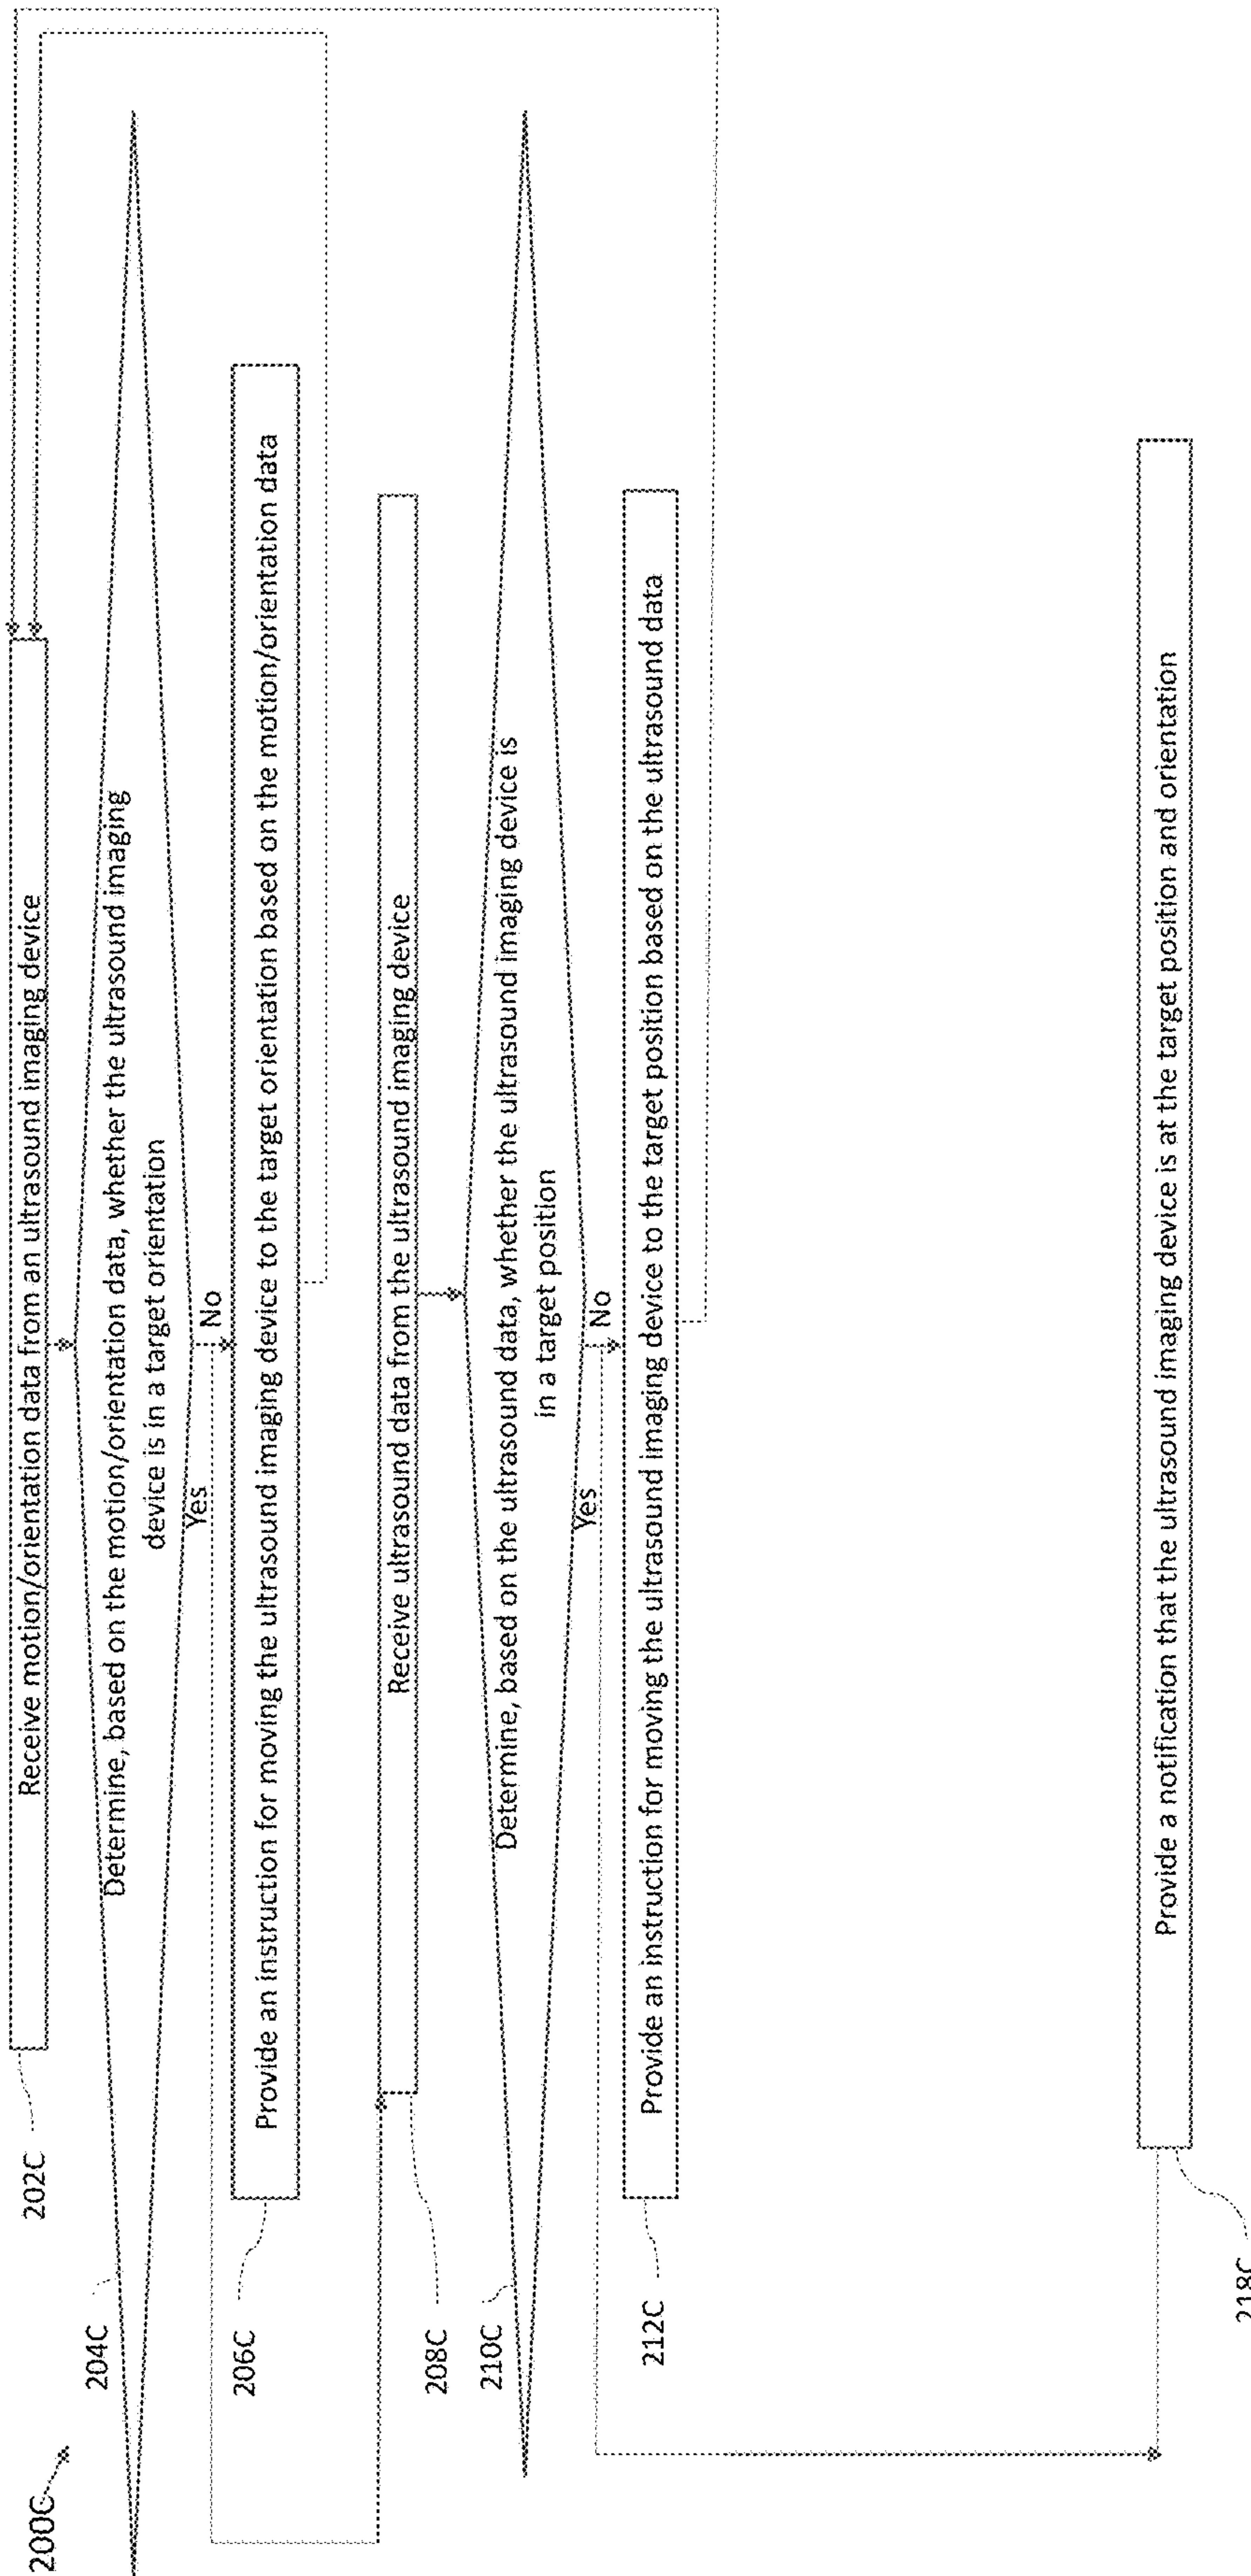 200C
202C
Receive motion/orientation data from an ultrasound imaging device
204C
Determine, based on the motion/orientation data, whether the ultrasound imaging
device is in a target orientation
Yes
No
206C
Provide an instruction for moving the ultrasound imaging device to the target orientation based on the motion/orientation data
208C
Receive ultrasound data from the ultrasound imaging device
210C
Determine, based on the ultrasound data, whether the ultrasound imaging device is
in a target position
Yes
No
212C
Provide an instruction for moving the ultrasound imaging device to the target position based on the ultrasound data
218C
Provide a notification that the ultrasound imaging device is at the target position and orientation